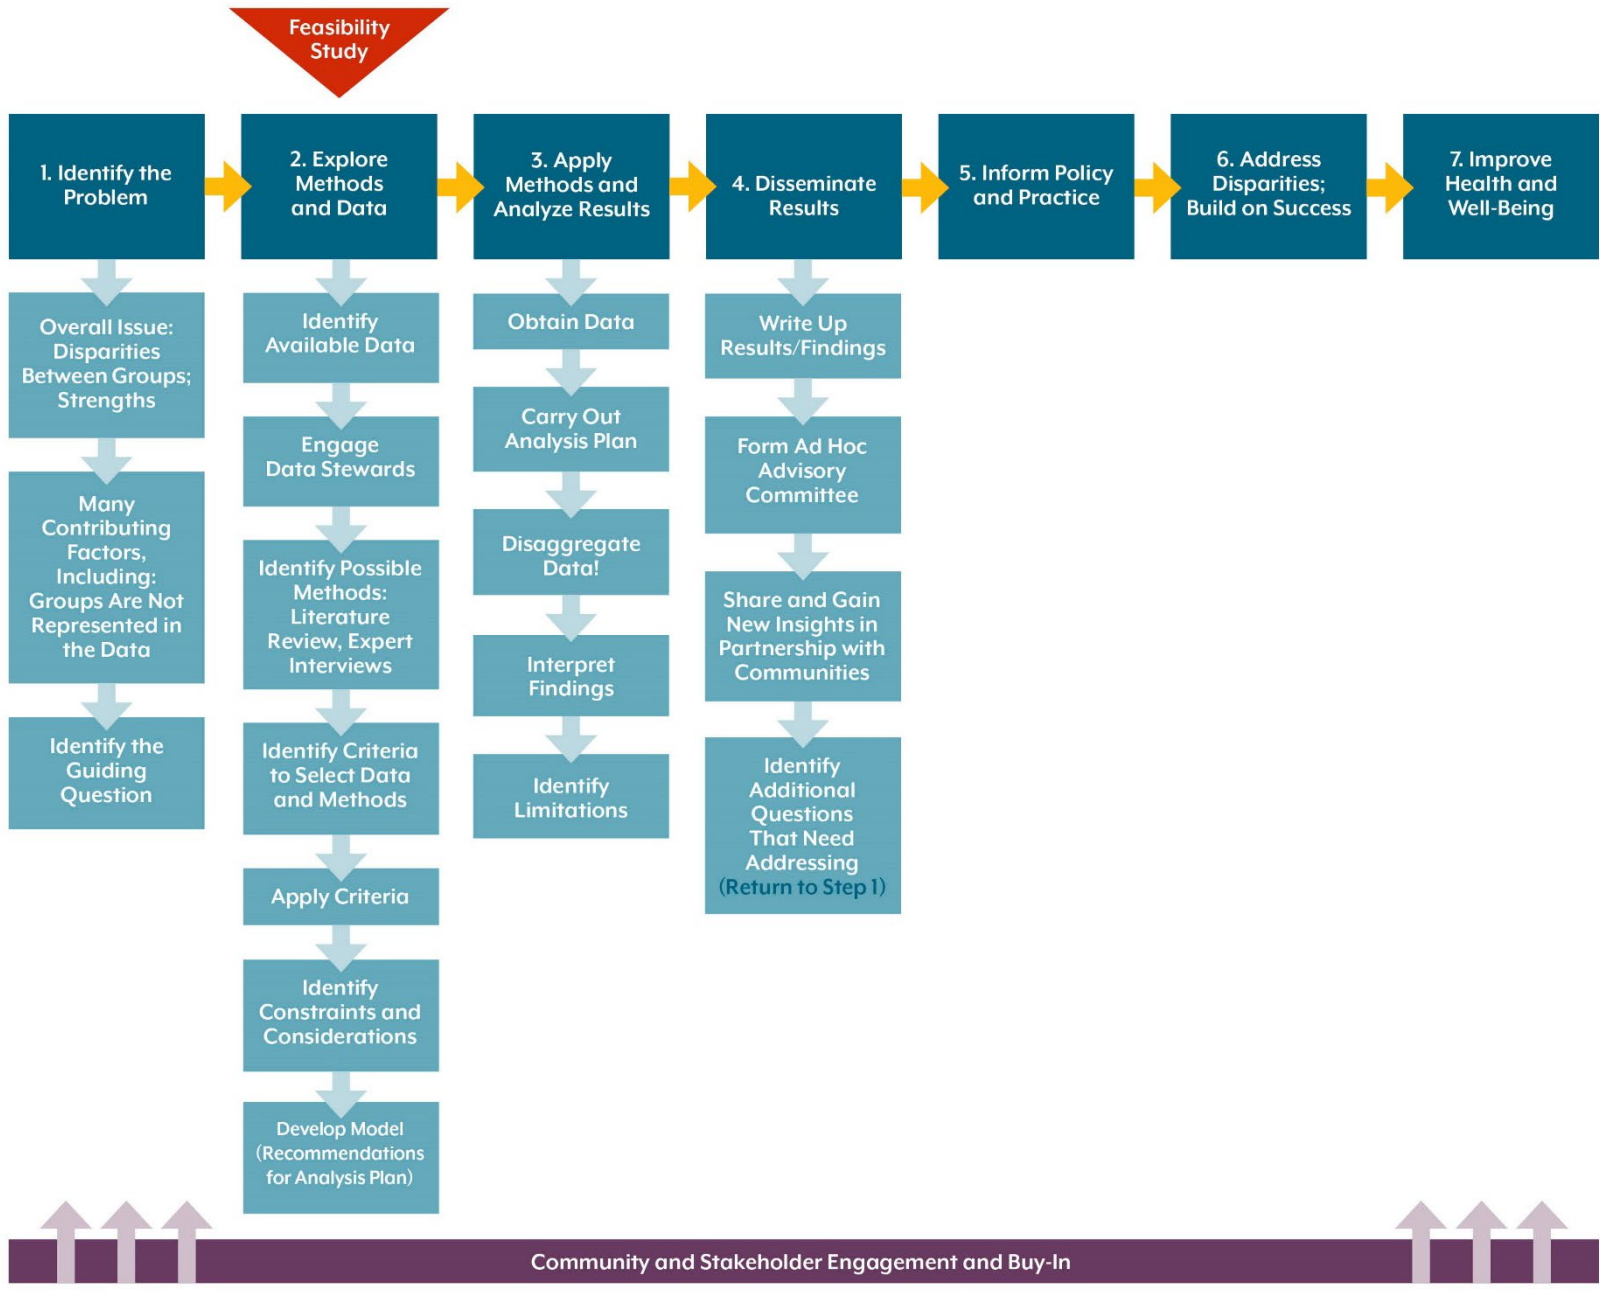 Feasibility
Study
1. Identify the
Problem
2. Explore
Methods
and Data
3. Apply
Methods and
Analyze Results
4. Disseminate
Results
5. Inform Policy
and Practice
6. Address
Disparities;
Build on Success
7. Improve
Health and
Well-Being
Overall Issue:
Disparities
Between Groups;
Strengths
Many
Contributing
Factors,
Including:
Groups Are Not
Represented in
the Data
Identify the
Guiding
Question
Identify
Available Data
Engage
Data Stewards
Identify Possible
Methods:
Literature
Review, Expert
Interviews
Identify Criteria
to Select Data
and Methods
Apply Criteria
Identify
Constraints and
Considerations
Develop Model
(Recommendations
for Analysis Plan)
Obtain Data
Carry Out
Analysis Plan
Disaggregate
Data!
Interpret
Findings
Identify
Limitations
Write Up
Results/Findings
Form Ad Hoc
Advisory
Committee
Share and Gain
New Insights in
Partnership with
Communities
Identify
Additional
Questions
That Need
Addressing
(Return to Step 1)
Community and Stakeholder Engagement and Buy-In